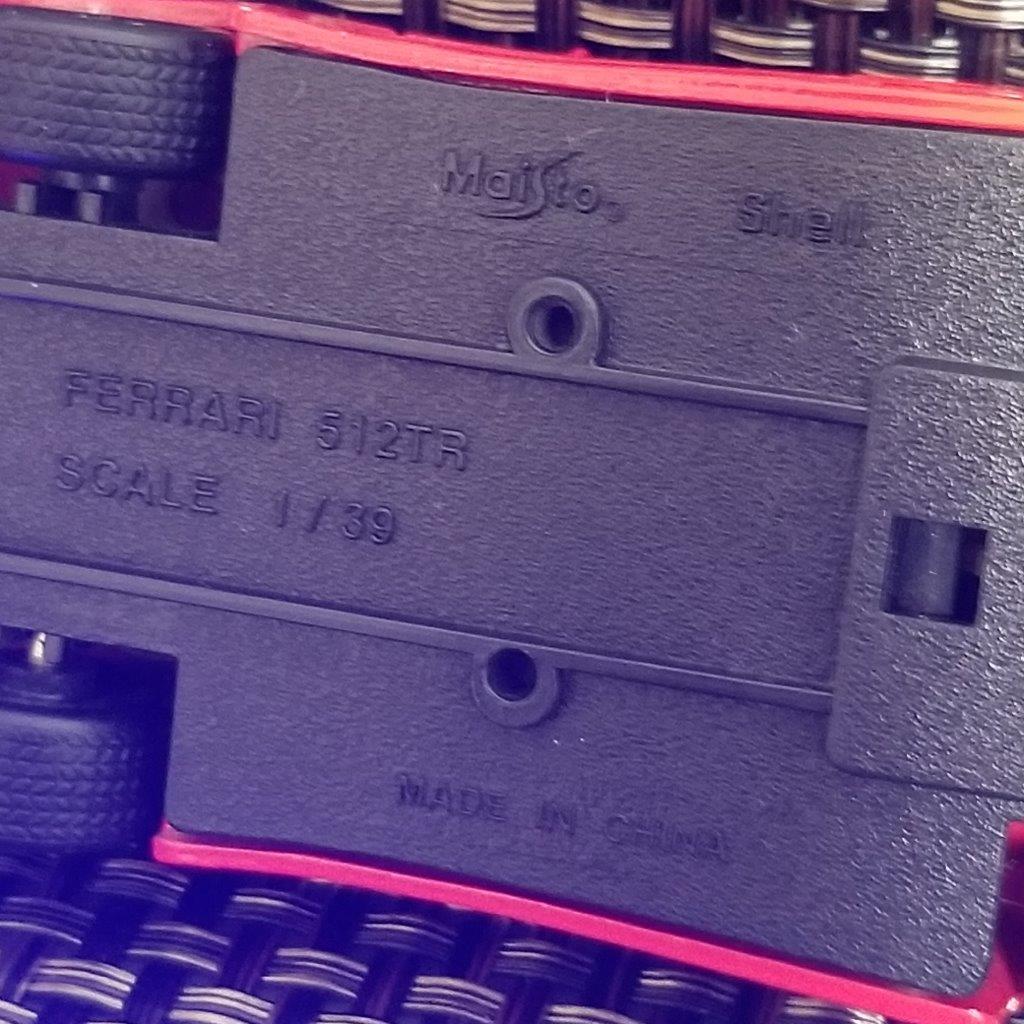 Maisto
Shell
FERRARI 512TR
SCALE 1/39
MADE IN CHINA